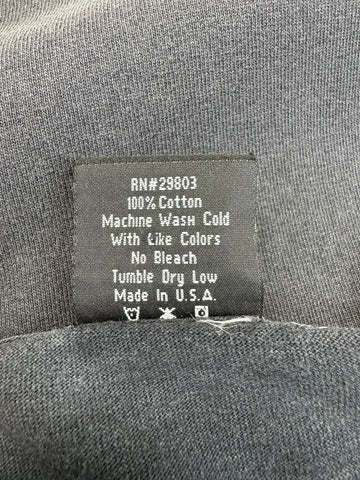 RN#29803
100% Cotton
Machine Wash Cold
With Like Colors
No Bleach
Tumble Dry Low
Made In U.S.A.